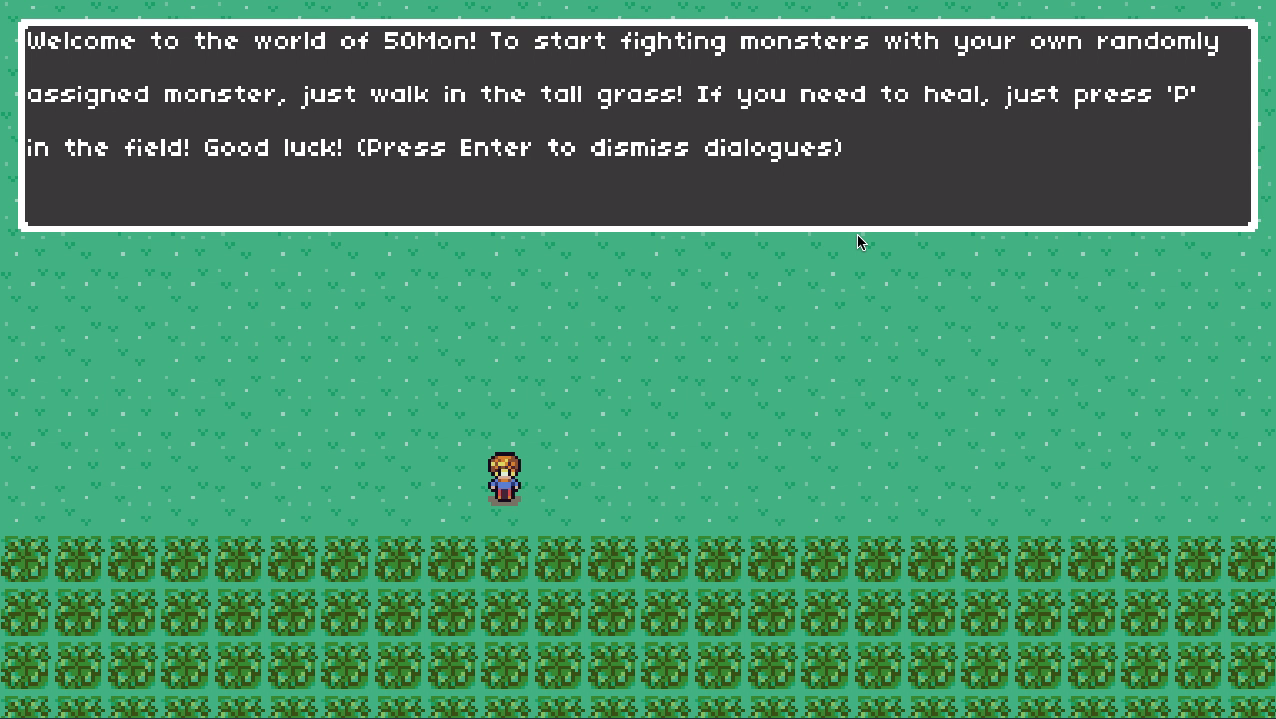 Welcome to the world of 50Mon! To start fighting monsters with your own randomly
assigned monster, just walk in the tall grass! If you need to heal, just press 'P'
in the field! Good luck! (Press Enter to dismiss dialogues)